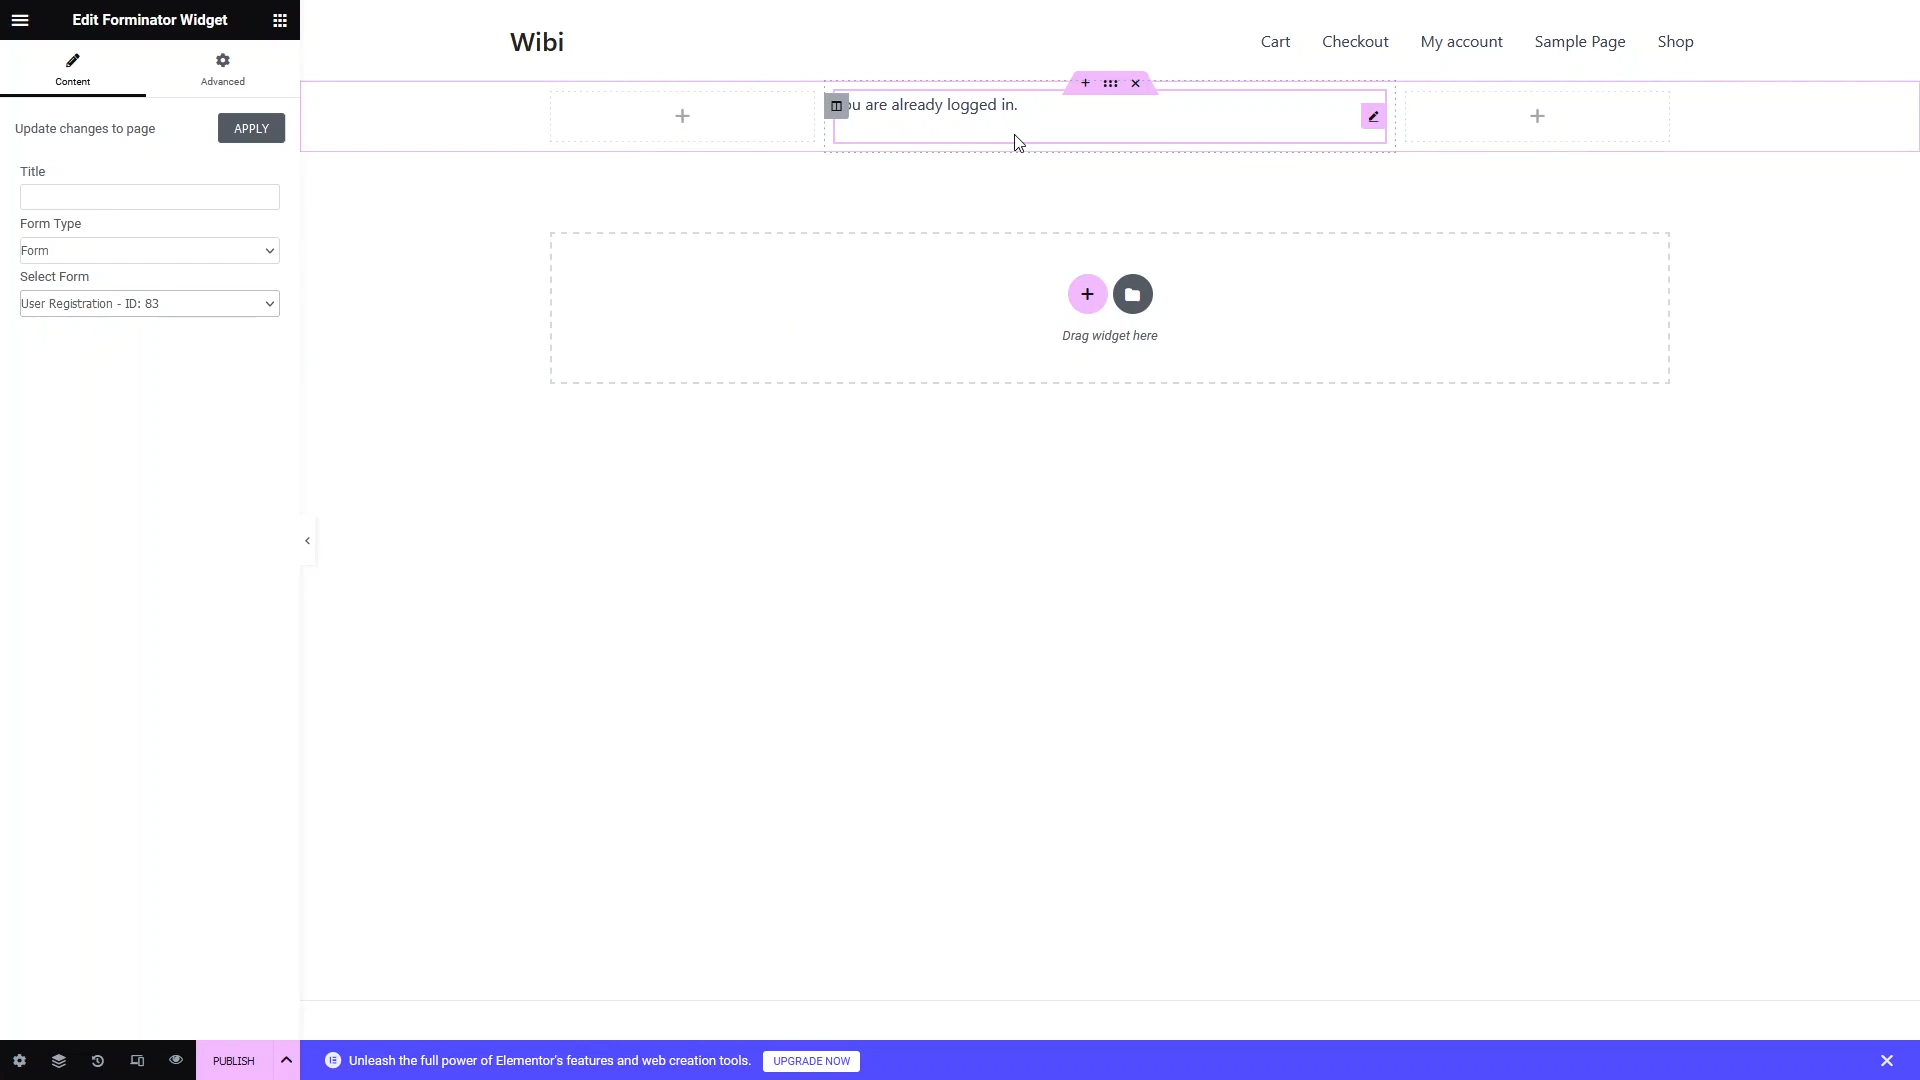 Edit Forminator Widget
Content
Advanced
Update changes to page
APPLY
Title
Form Type
Form
Select Form
User Registration - ID: 83
PUBLISH
Wibi
Cart
Checkout
My account
Sample Page
Shop
ou are already logged in.
Drag widget here
Unleash the full power of Elementor's features and web creation tools.
UPGRADE NOW